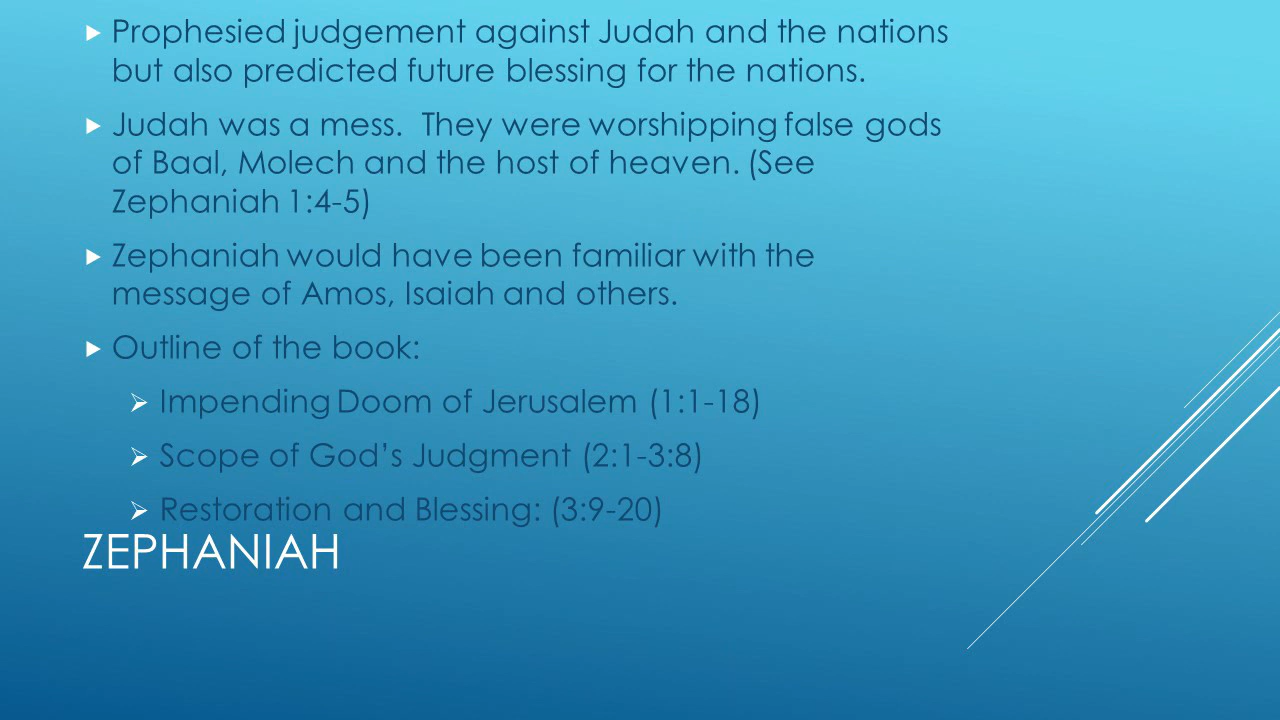 Prophesied judgement against Judah and the nations
but also predicted future blessing for the nations.
Judah was a mess.  They were worshipping false gods
of Baal, Molech and the host of heaven. (See
Zephaniah 1:4-5)
Zephaniah would have been familiar with the
message of Amos, Isaiah and others.
Outline of the book:
Impending Doom of Jerusalem (1:1-18)
Scope of God’s Judgment (2:1-3:8)
Restoration and Blessing: (3:9-20)
ZEPHANIAH